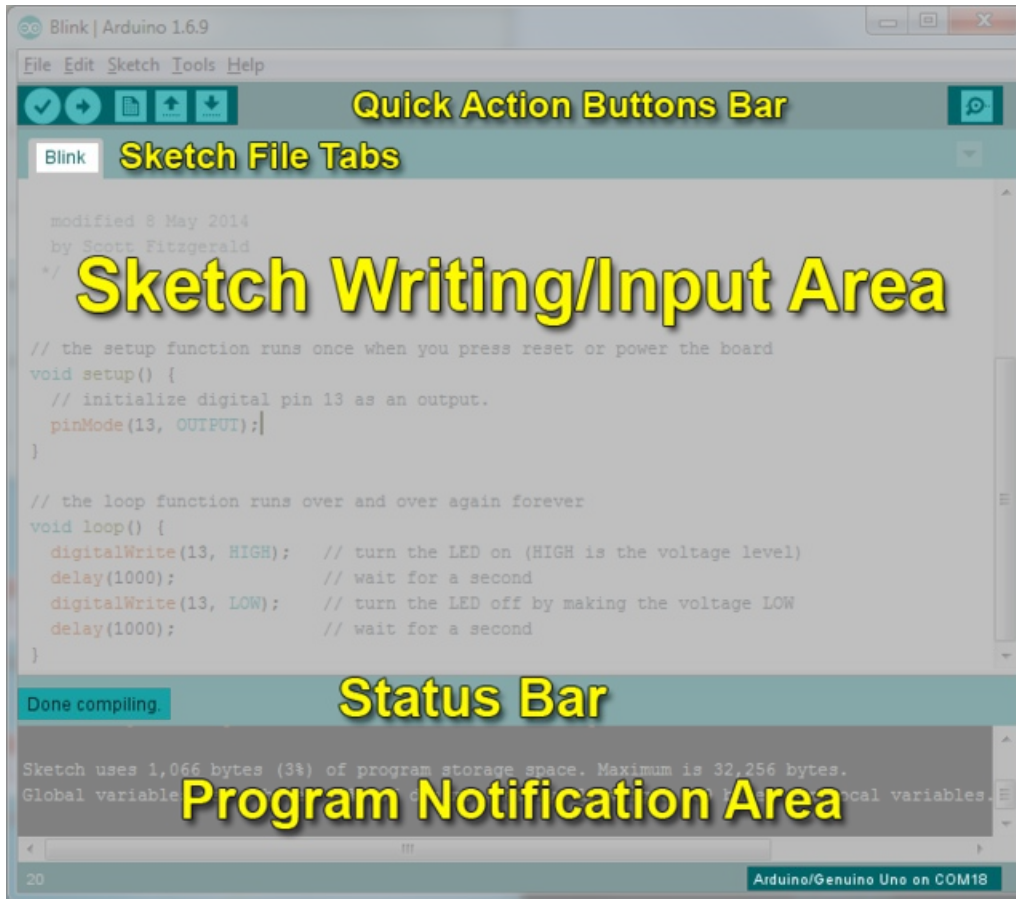 Blink | Arduino 1.6.9
File Edit Sketch Tools Help
Quick Action Buttons Bar
Blink Sketch File Tabs
modified 8 May 2014
by Scott Fitzgerald
*/
Sketch Writing/Input Area
// the setup function runs once when you press reset or power the board
void setup() {
// initialize digital pin 13 as an output.
pinMode(13, OUTPUT);
}
// the loop function runs over and over again forever
void loop() {
digitalWrite(13, HIGH); // turn the LED on (HIGH is the voltage level)
delay(1000); // wait for a second
digitalWrite(13, LOW); // turn the LED off by making the voltage LOW
delay(1000); // wait for a second
}
Done compiling. Status Bar
Sketch uses 1,066 bytes (3%) of program storage space. Maximum is 32,256 bytes.
Global local variables.
Program Notification Area
20 Arduino/Genuino Uno on COM18